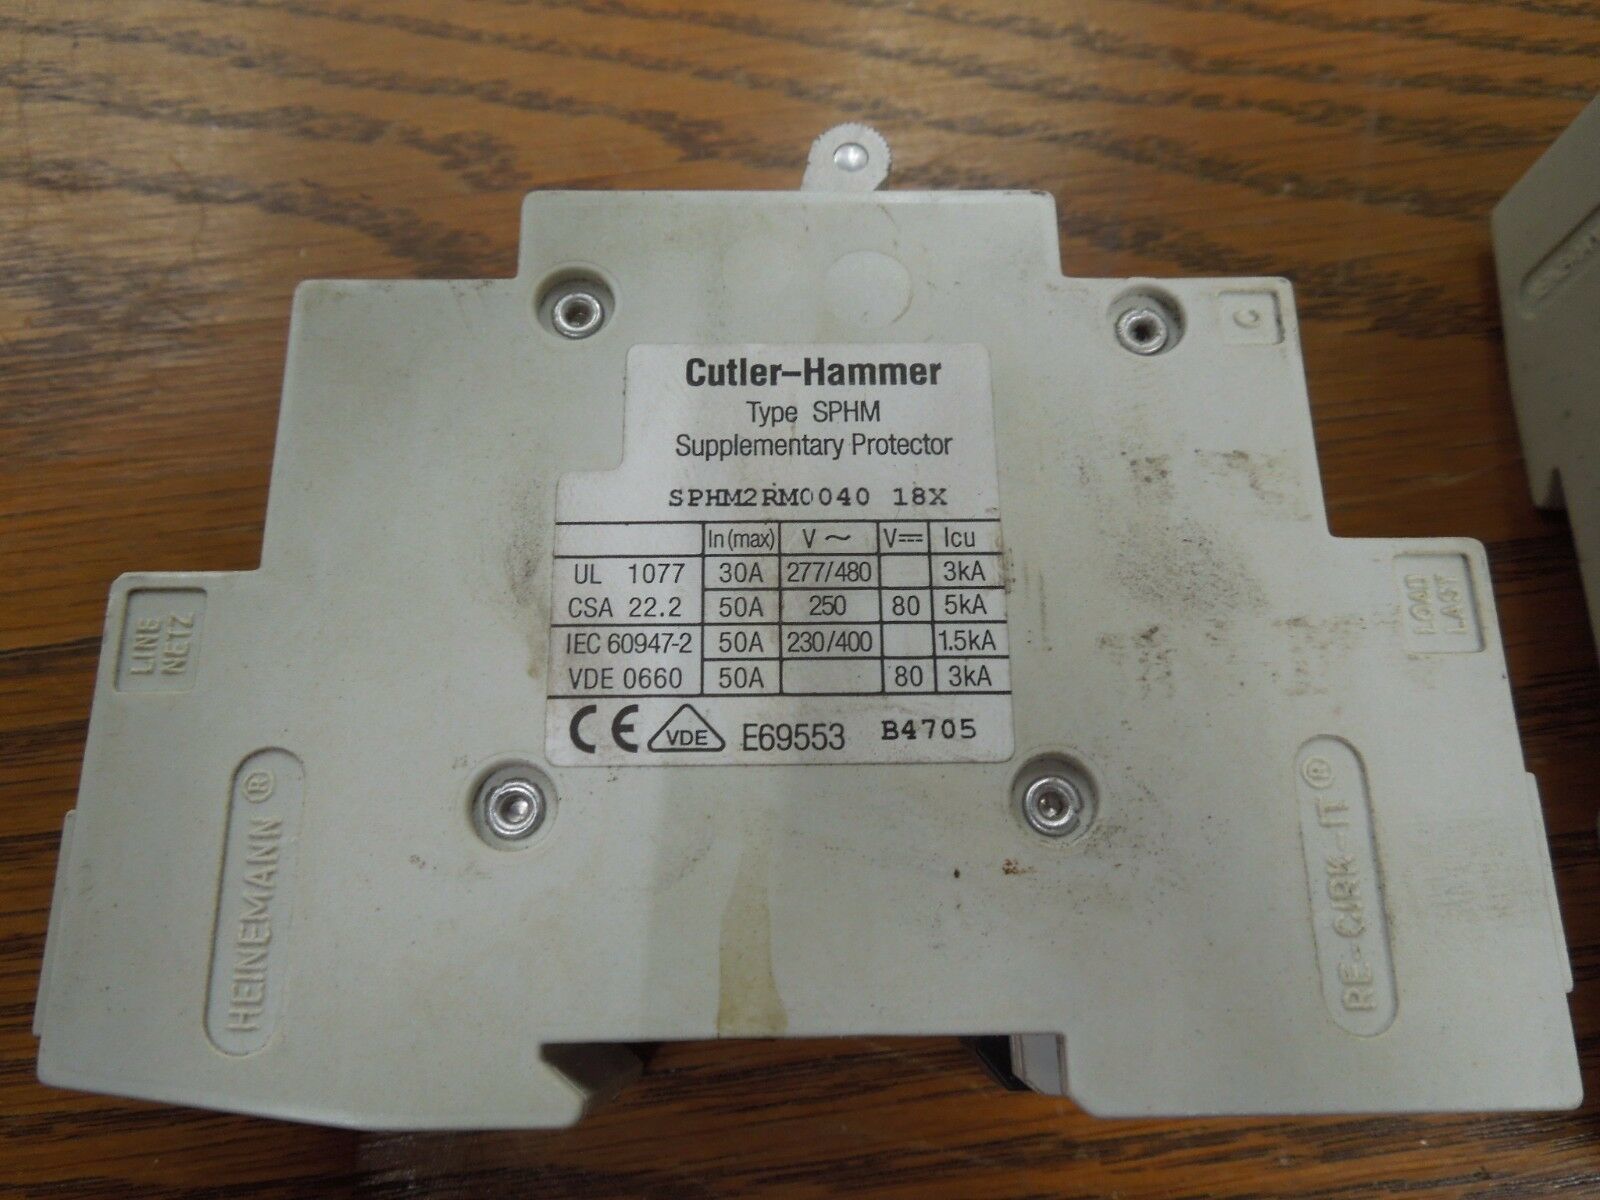 C
Cutler–Hammer
Type SPHM
Supplementary Protector
SPHM2RM0040 18X
In (max) V ~ V⎓ Icu
UL 1077 30A 277/480 3kA
CSA 22.2 50A 250 80 5kA
IEC 60947-2 50A 230/400 1.5kA
VDE 0660 50A 80 3kA
CE VDE E69553 B4705
LINE
NETZ
LOAD
LAST
HEINEMANN ®
RE-CIRK-IT ®